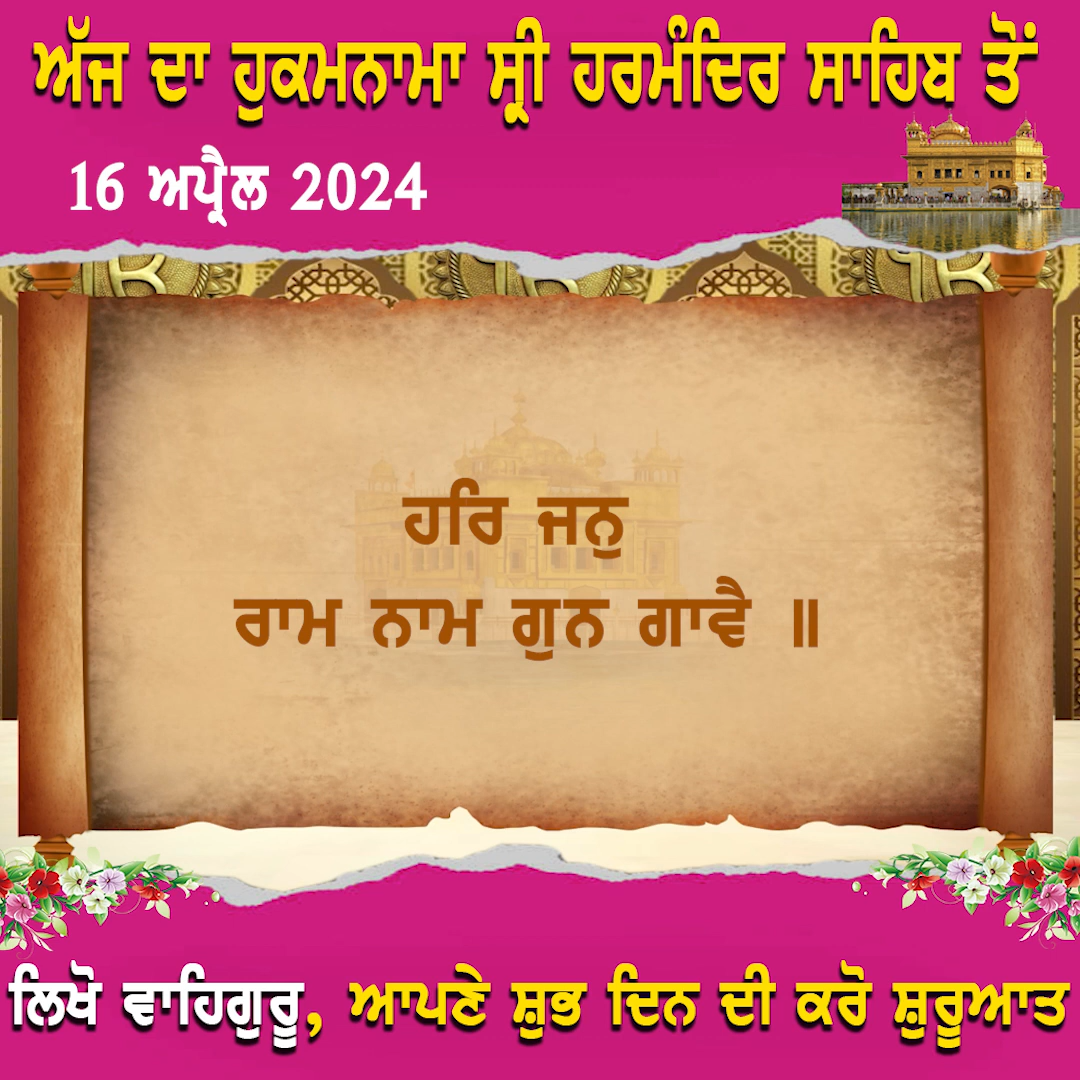 ਅੱਜ ਦਾ ਹੁਕਮਨਾਮਾ ਸ੍ਰੀ ਹਰਮੰਦਿਰ ਸਾਹਿਬ ਤੋਂ
16 ਅਪ੍ਰੈਲ 2024
ਹਰਿ ਜਨੁ
ਰਾਮ ਨਾਮ ਗੁਨ ਗਾਵੈ ॥
ਲਿਖੋ ਵਾਹਿਗੁਰੂ, ਆਪਣੇ ਸ਼ੁਭ ਦਿਨ ਦੀ ਕਰੋ ਸ਼ੁਰੂਆਤ